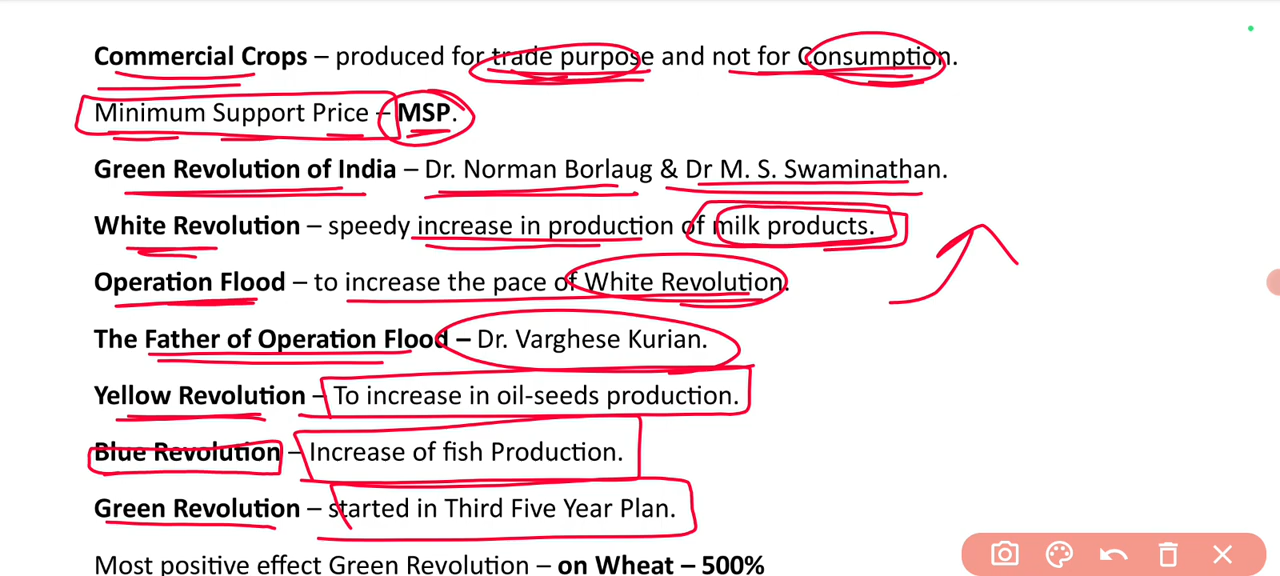 Commercial Crops – produced for trade purpose and not for Consumption.
Minimum Support Price – MSP.
Green Revolution of India – Dr. Norman Borlaug & Dr M. S. Swaminathan.
White Revolution – speedy increase in production of milk products.
Operation Flood – to increase the pace of White Revolution.
The Father of Operation Flood – Dr. Varghese Kurian.
Yellow Revolution – To increase in oil-seeds production.
Blue Revolution – Increase of fish Production.
Green Revolution – started in Third Five Year Plan.
Most positive effect Green Revolution – on Wheat – 500%